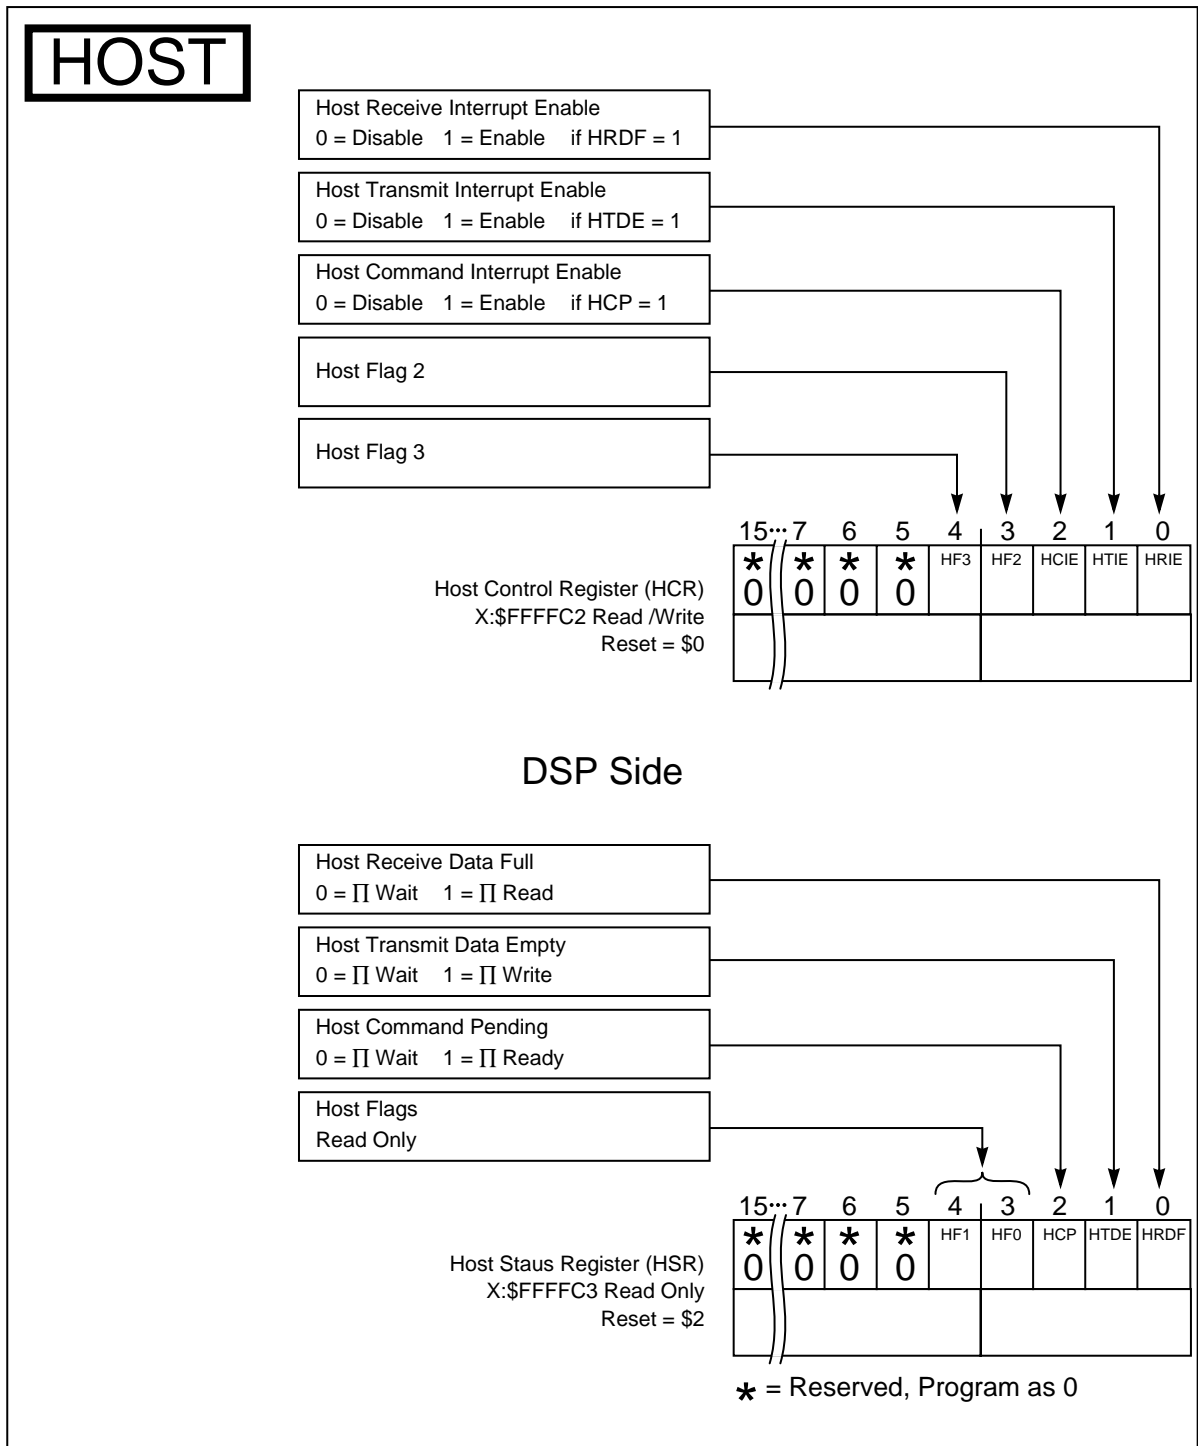 HOST
Host Receive Interrupt Enable
0 = Disable 1 = Enable if HRDF = 1
Host Transmit Interrupt Enable
0 = Disable 1 = Enable if HTDE = 1
Host Command Interrupt Enable
0 = Disable 1 = Enable if HCP = 1
Host Flag 2
Host Flag 3
15 ••• 7 6 5 4 3 2 1 0
* * * * HF3 HF2 HCIE HTIE HRIE
0 0 0 0
Host Control Register (HCR)
X:$FFFFC2 Read /Write
Reset = $0
DSP Side
Host Receive Data Full
0 = ∏ Wait 1 = ∏ Read
Host Transmit Data Empty
0 = ∏ Wait 1 = ∏ Write
Host Command Pending
0 = ∏ Wait 1 = ∏ Ready
Host Flags
Read Only
15 ••• 7 6 5 4 3 2 1 0
* * * * HF1 HF0 HCP HTDE HRDF
0 0 0 0
Host Staus Register (HSR)
X:$FFFFC3 Read Only
Reset = $2
* = Reserved, Program as 0